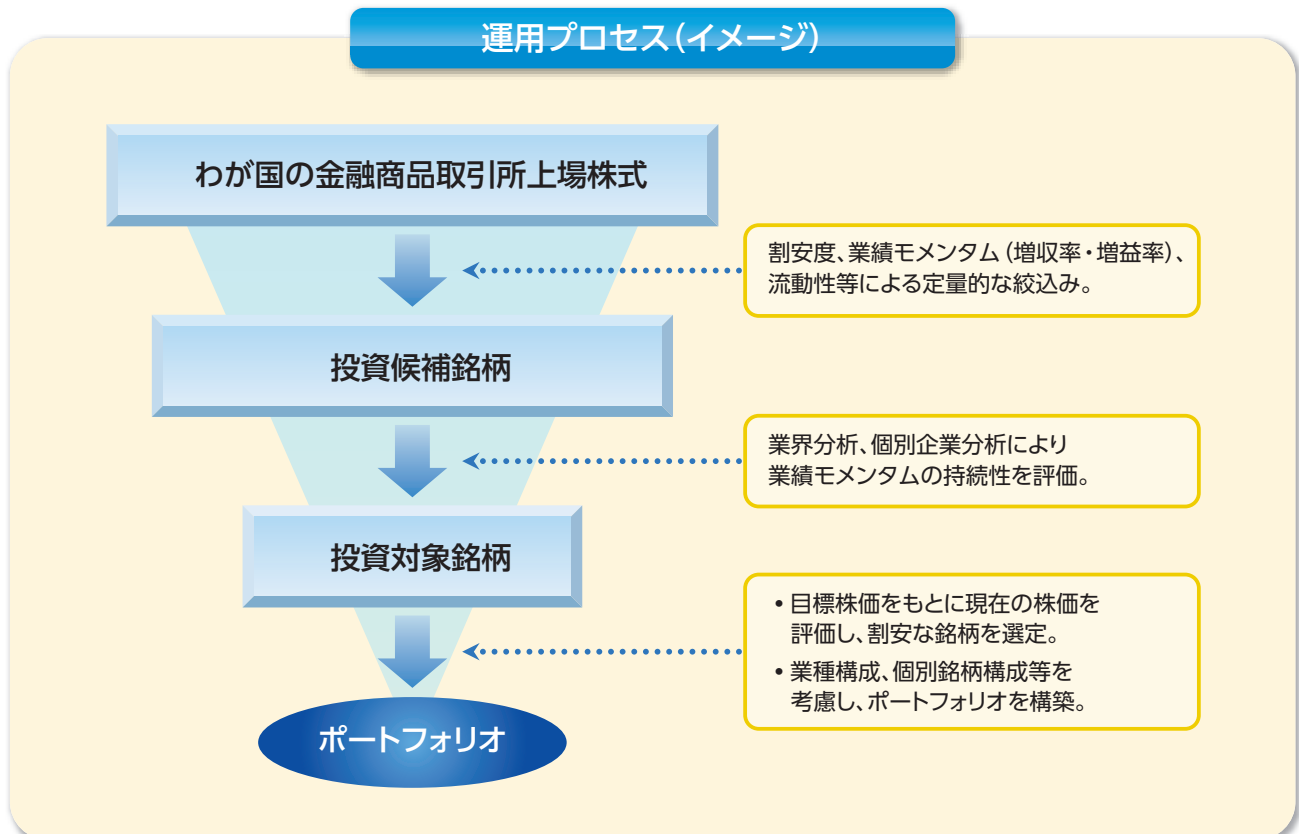 運用プロセス(イメージ)
わが国の金融商品取引所上場株式
割安度、業績モメンタム(増収率・増益率)、
流動性等による定量的な絞込み。
投資候補銘柄
業界分析、個別企業分析により
業績モメンタムの持続性を評価。
投資対象銘柄
•目標株価をもとに現在の株価を
評価し、割安な銘柄を選定。
•業種構成、個別銘柄構成等を
考慮し、ポートフォリオを構築。
ポートフォリオ